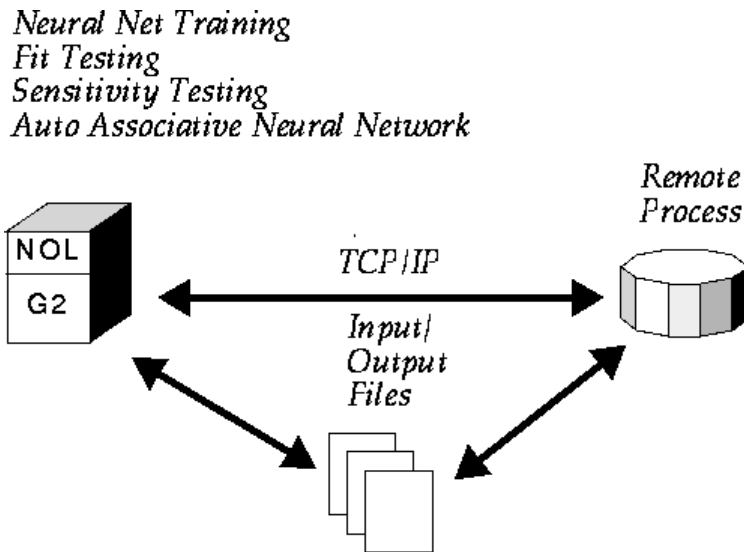 Neural Net Training
Fit Testing
Sensitivity Testing
Auto Associative Neural Network
Remote
Process
NOL
G2
TCP/IP
Input/
Output
Files